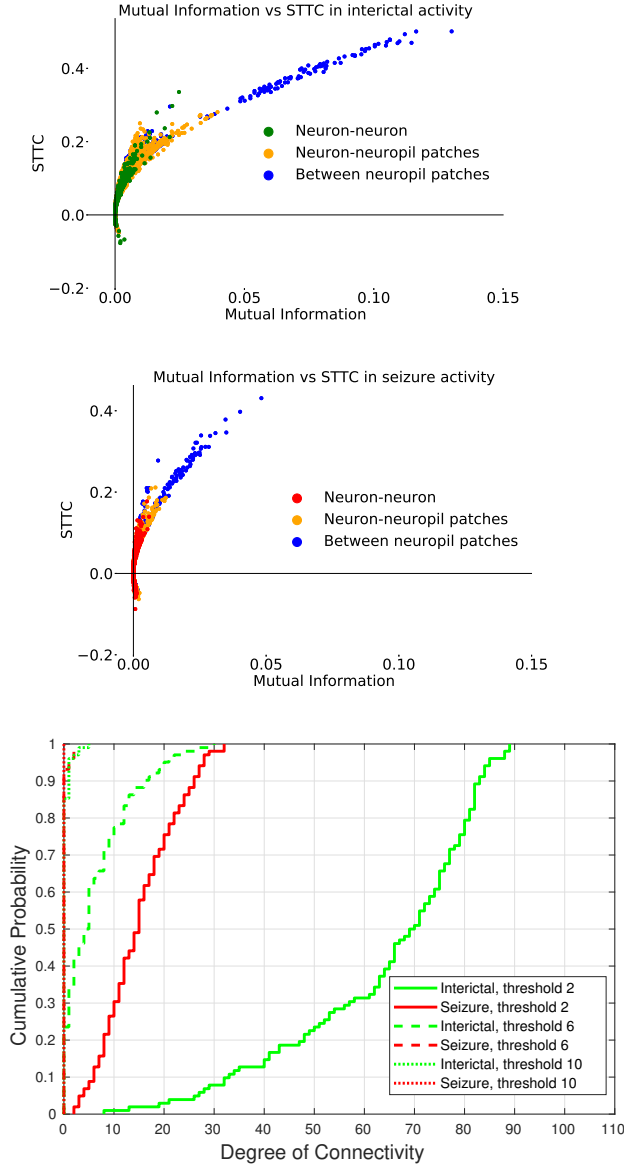 Mutual Information vs STTC in interictal activity
0.4
STTC
Neuron-neuron
0.2
Neuron-neuropil patches
Between neuropil patches
0.0
−0.2
0.00 0.05 0.10 0.15
Mutual Information
Mutual Information vs STTC in seizure activity
0.4
STTC
0.2
Neuron-neuron
Neuron-neuropil patches
Between neuropil patches
0.0
−0.2
0.00 0.05 0.10 0.15
Mutual Information
1
0.9
0.8
0.7
0.6
0.5
0.4
0.3
0.2
0.1
0
Cumulative Probability
Interictal, threshold 2
Seizure, threshold 2
Interictal, threshold 6
Seizure, threshold 6
Interictal, threshold 10
Seizure, threshold 10
0 10 20 30 40 50 60 70 80 90 100 110
Degree of Connectivity